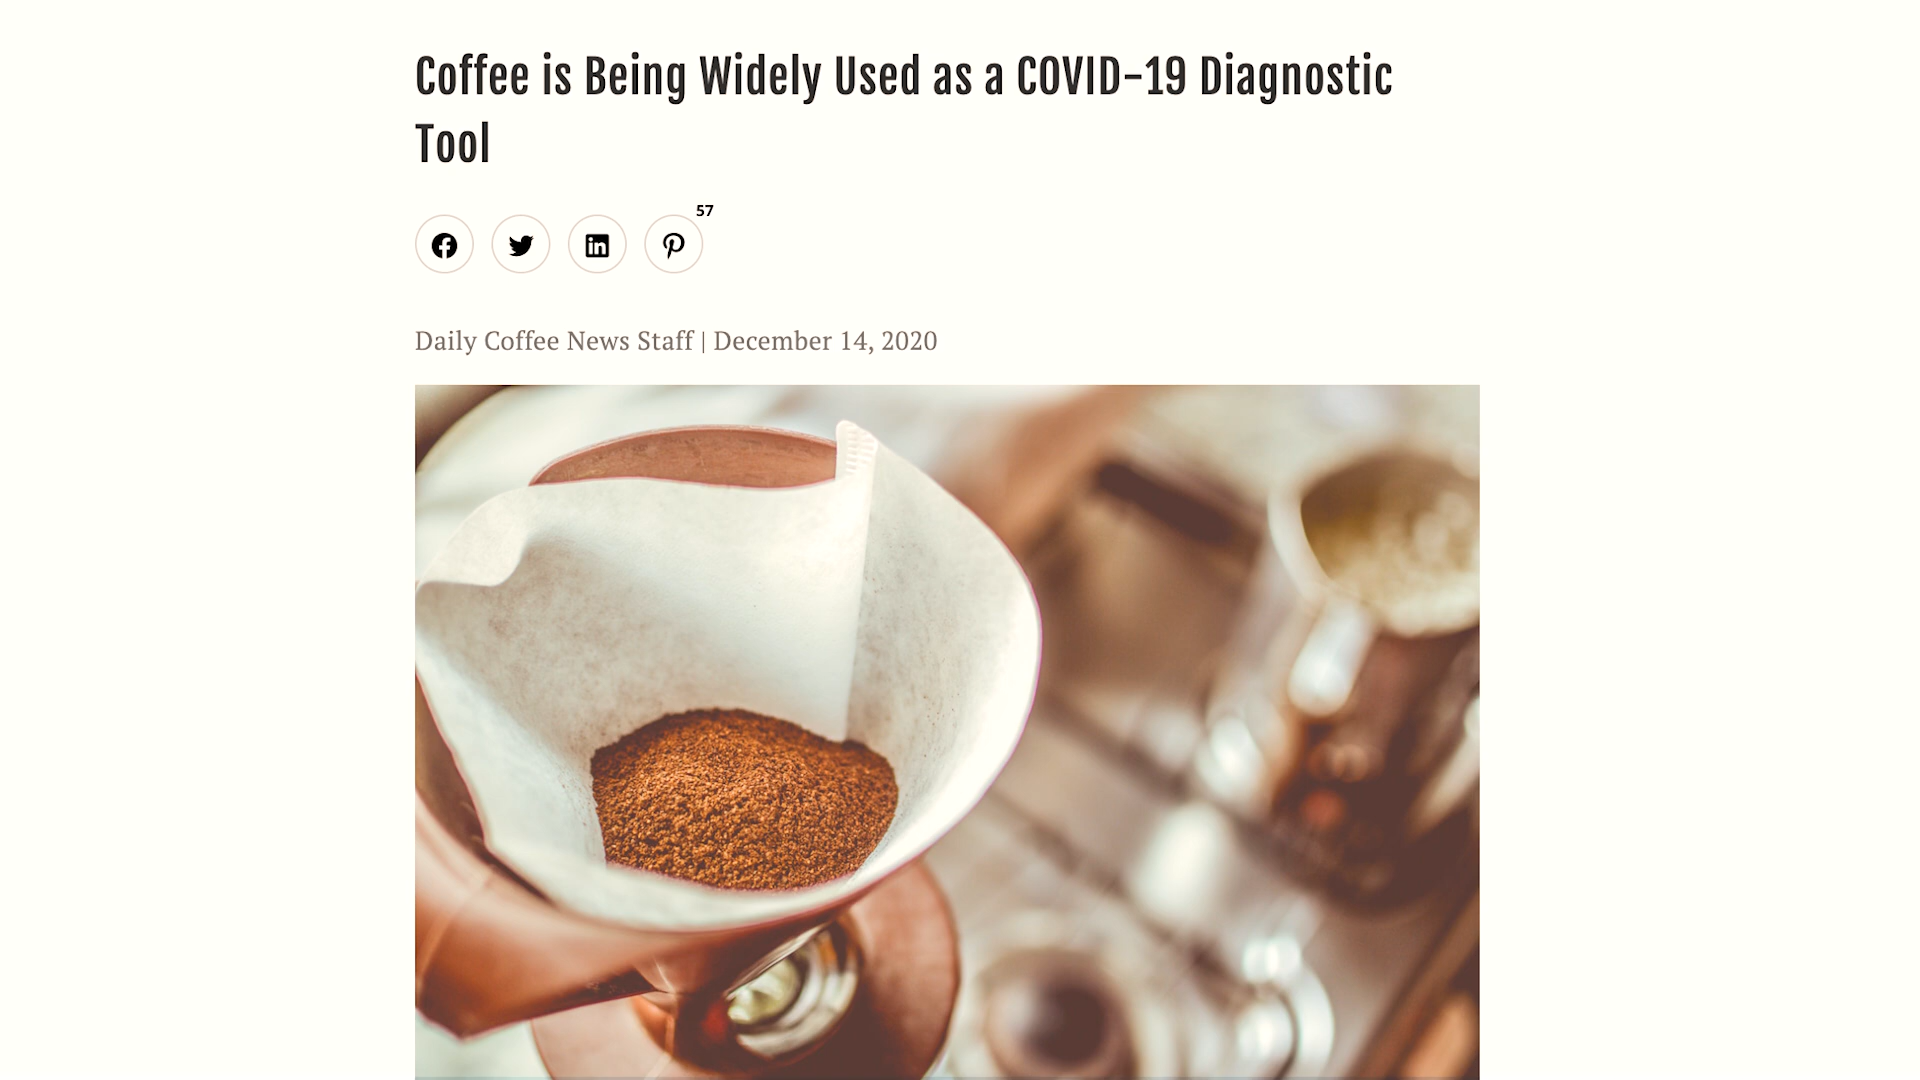 Coffee is Being Widely Used as a COVID-19 Diagnostic
Tool
57
Daily Coffee News Staff | December 14, 2020